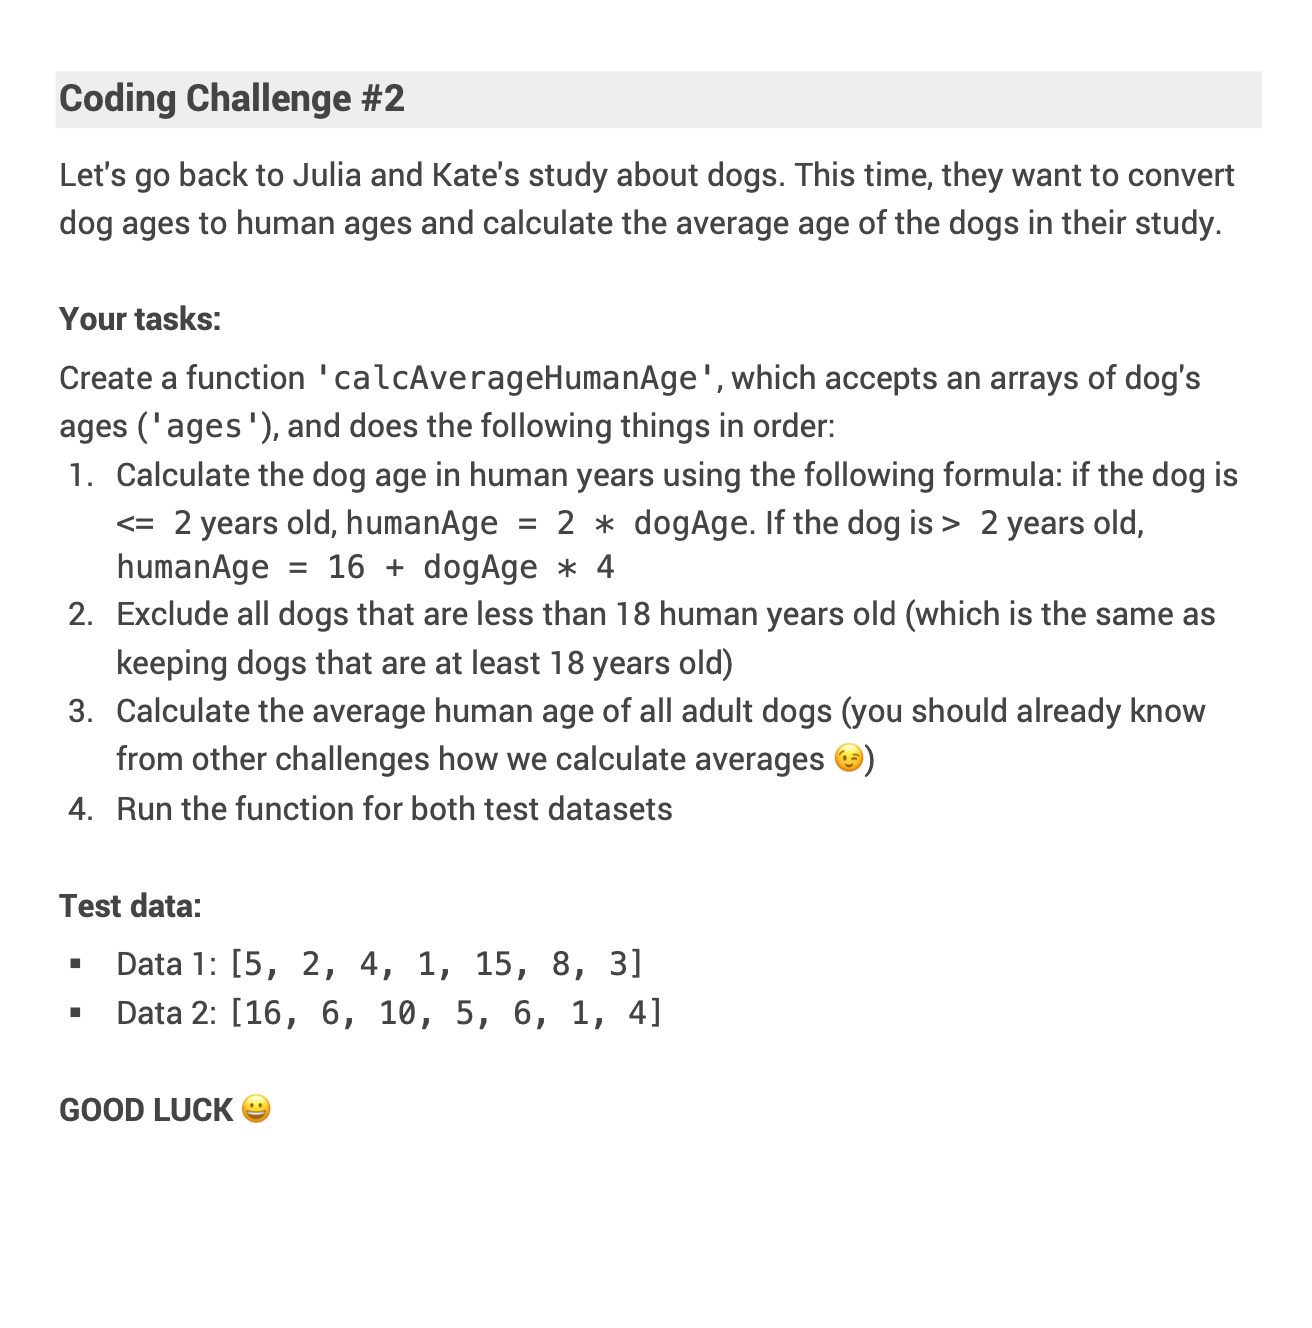 Coding Challenge #2
Let's go back to Julia and Kate's study about dogs. This time, they want to convert
dog ages to human ages and calculate the average age of the dogs in their study.
Your tasks:
Create a function 'calcAverageHumanAge', which accepts an arrays of dog's
ages ('ages'), and does the following things in order:
1. Calculate the dog age in human years using the following formula: if the dog is
<= 2 years old, humanAge = 2 * dogAge. If the dog is > 2 years old,
humanAge = 16 + dogAge * 4
2. Exclude all dogs that are less than 18 human years old (which is the same as
keeping dogs that are at least 18 years old)
3. Calculate the average human age of all adult dogs (you should already know
from other challenges how we calculate averages 😉)
4. Run the function for both test datasets
Test data:
▪ Data 1: [5, 2, 4, 1, 15, 8, 3]
▪ Data 2: [16, 6, 10, 5, 6, 1, 4]
GOOD LUCK 😀